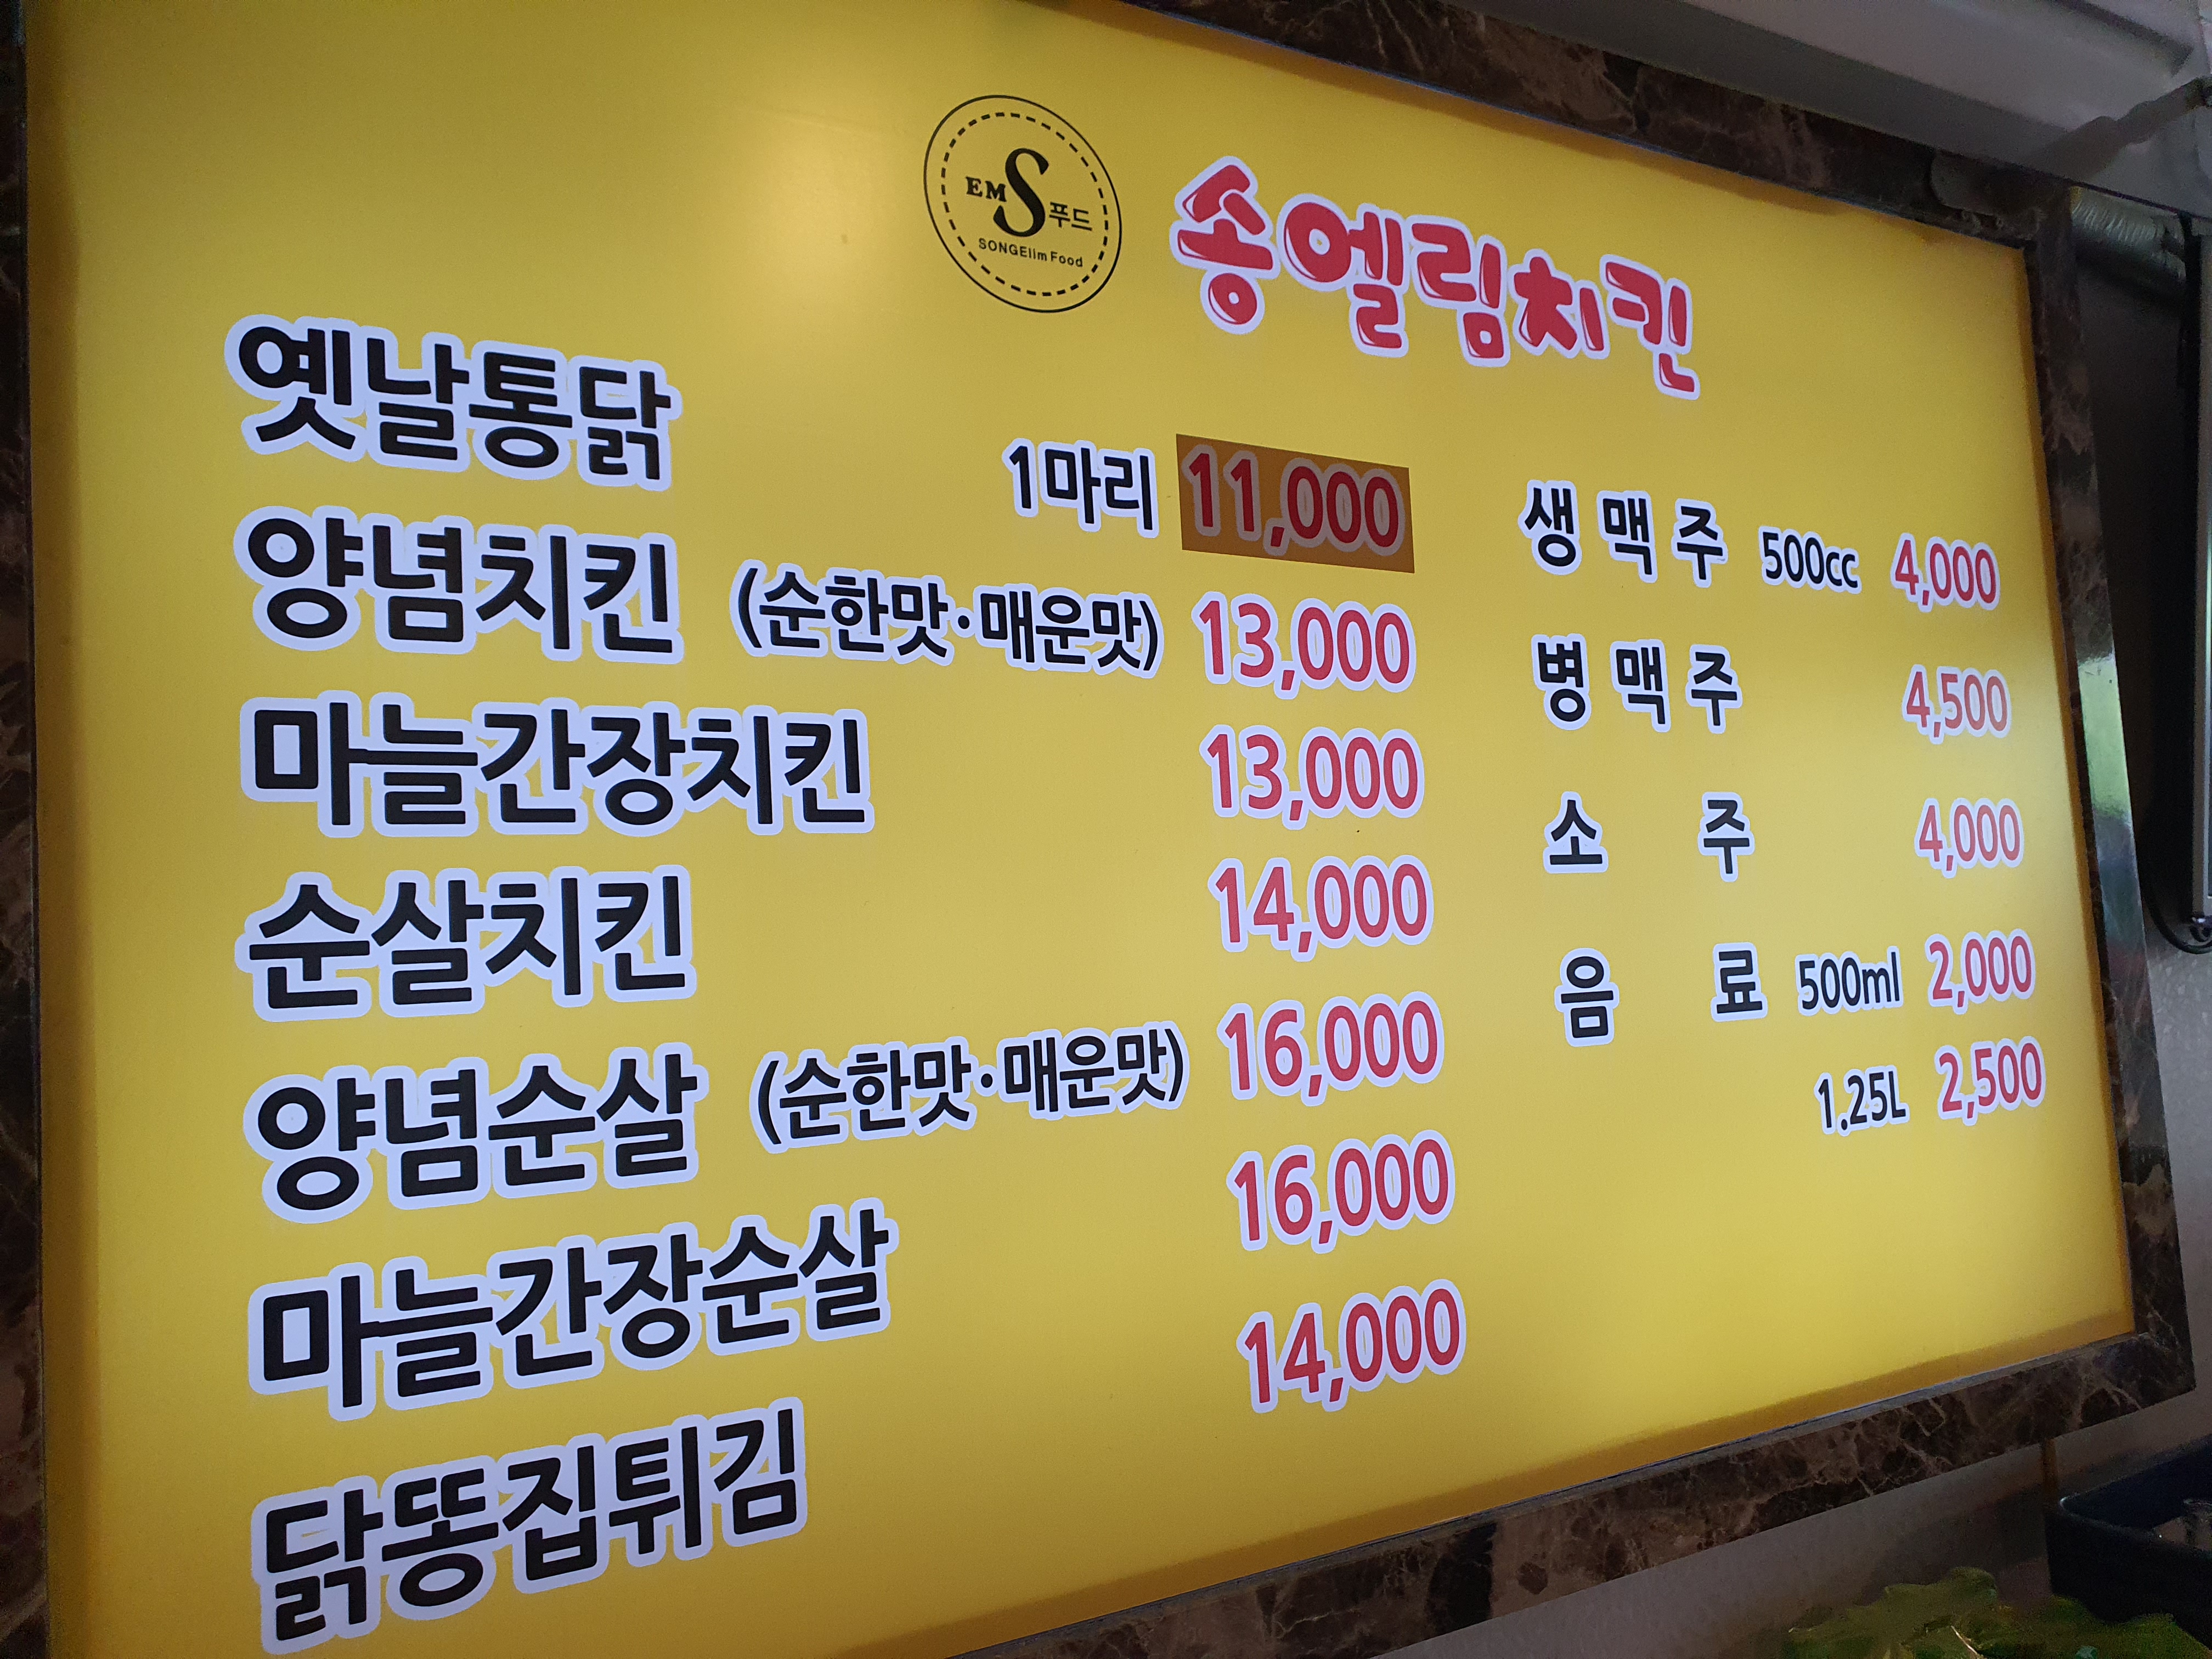 EMS푸드
SONGElim Food
송엘림치킨
옛날통닭 1마리 11,000
양념치킨 (순한맛·매운맛) 13,000
마늘간장치킨 13,000
순살치킨 14,000
양념순살 (순한맛·매운맛) 16,000
마늘간장순살 16,000
닭똥집튀김 14,000
생맥주 500cc 4,000
병맥주 4,500
소주 4,000
음료 500ml 2,000
1.25L 2,500